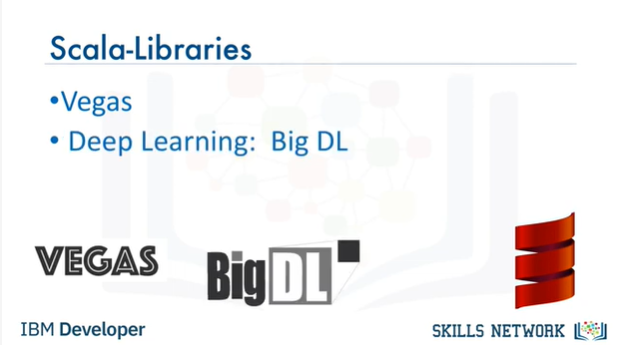 Scala-Libraries
•Vegas
• Deep Learning: Big DL
VEGAS
BigDL
IBM Developer
SKILLS NETWORK